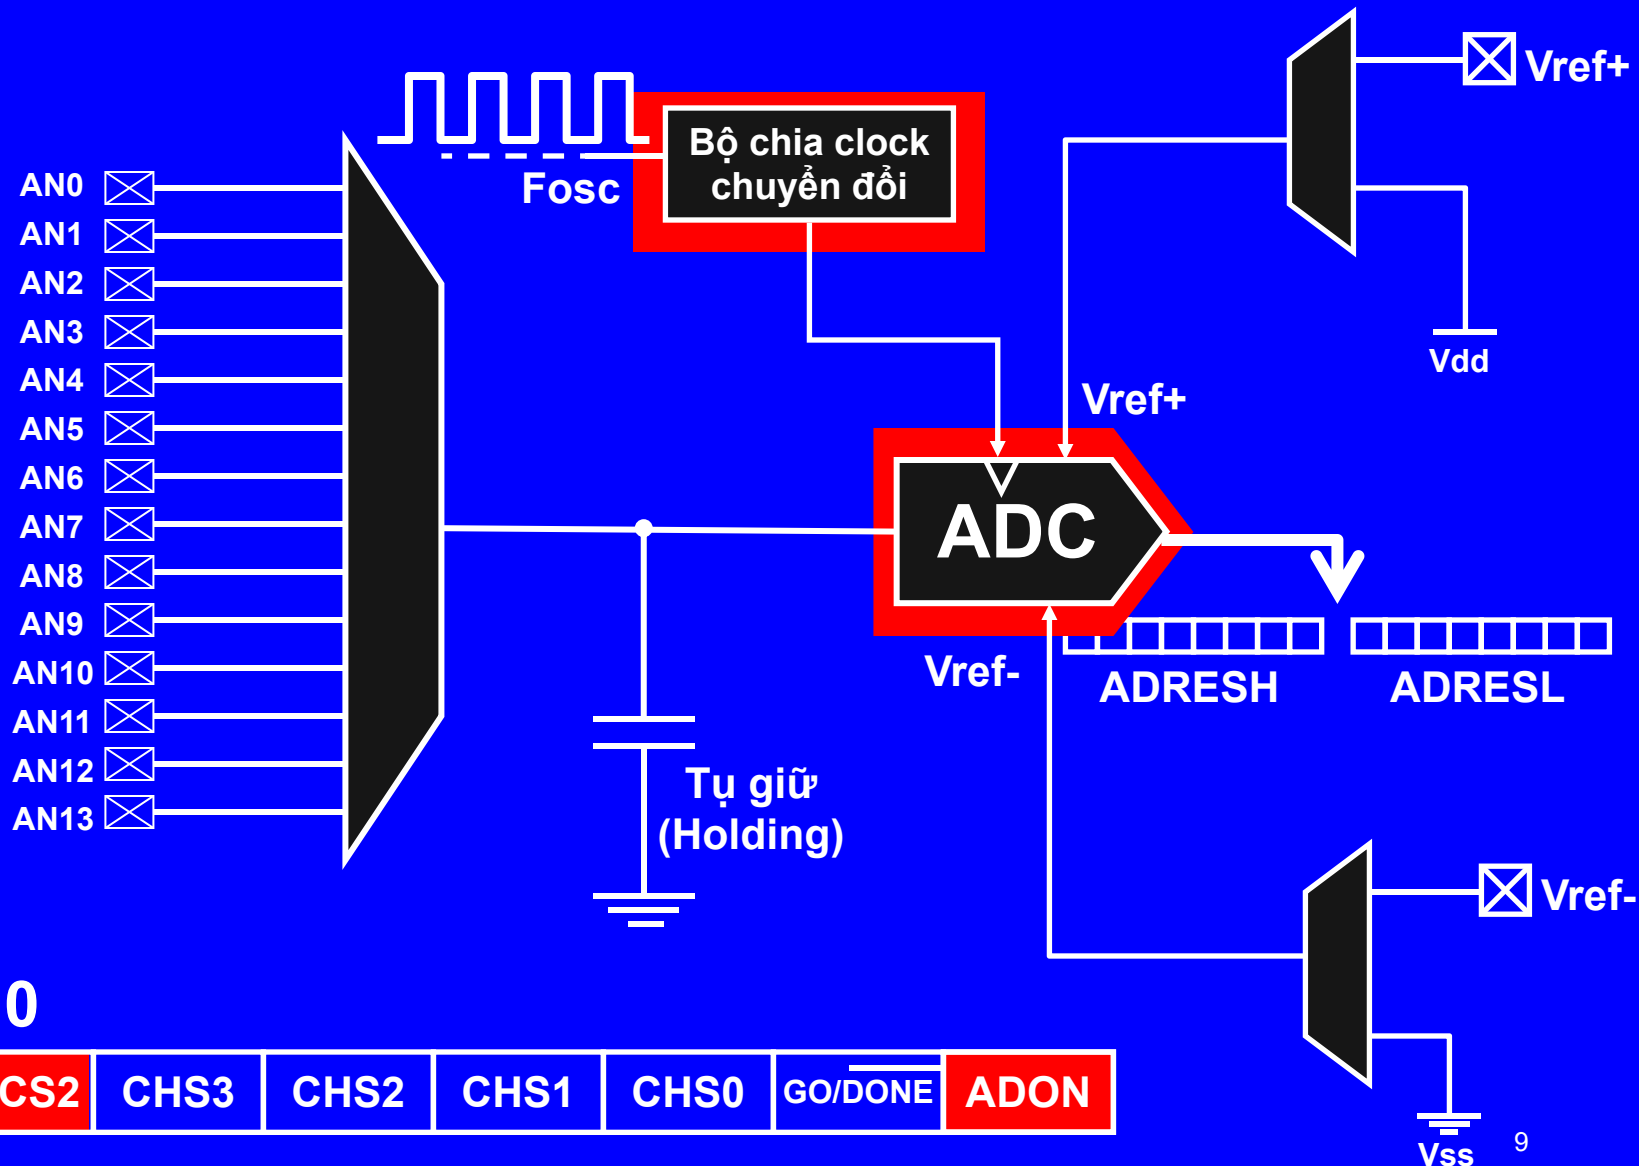 Vref+
Bộ chia clock
chuyển đổi
Fosc
AN0
AN1
AN2
AN3
AN4
AN5
AN6
AN7
AN8
AN9
AN10
AN11
AN12
AN13
Vdd
Vref+
ADC
Vref-
ADRESH
ADRESL
Tụ giữ
(Holding)
Vref-
0
CS2 CHS3 CHS2 CHS1 CHS0 GO/DONE ADON
Vss
9